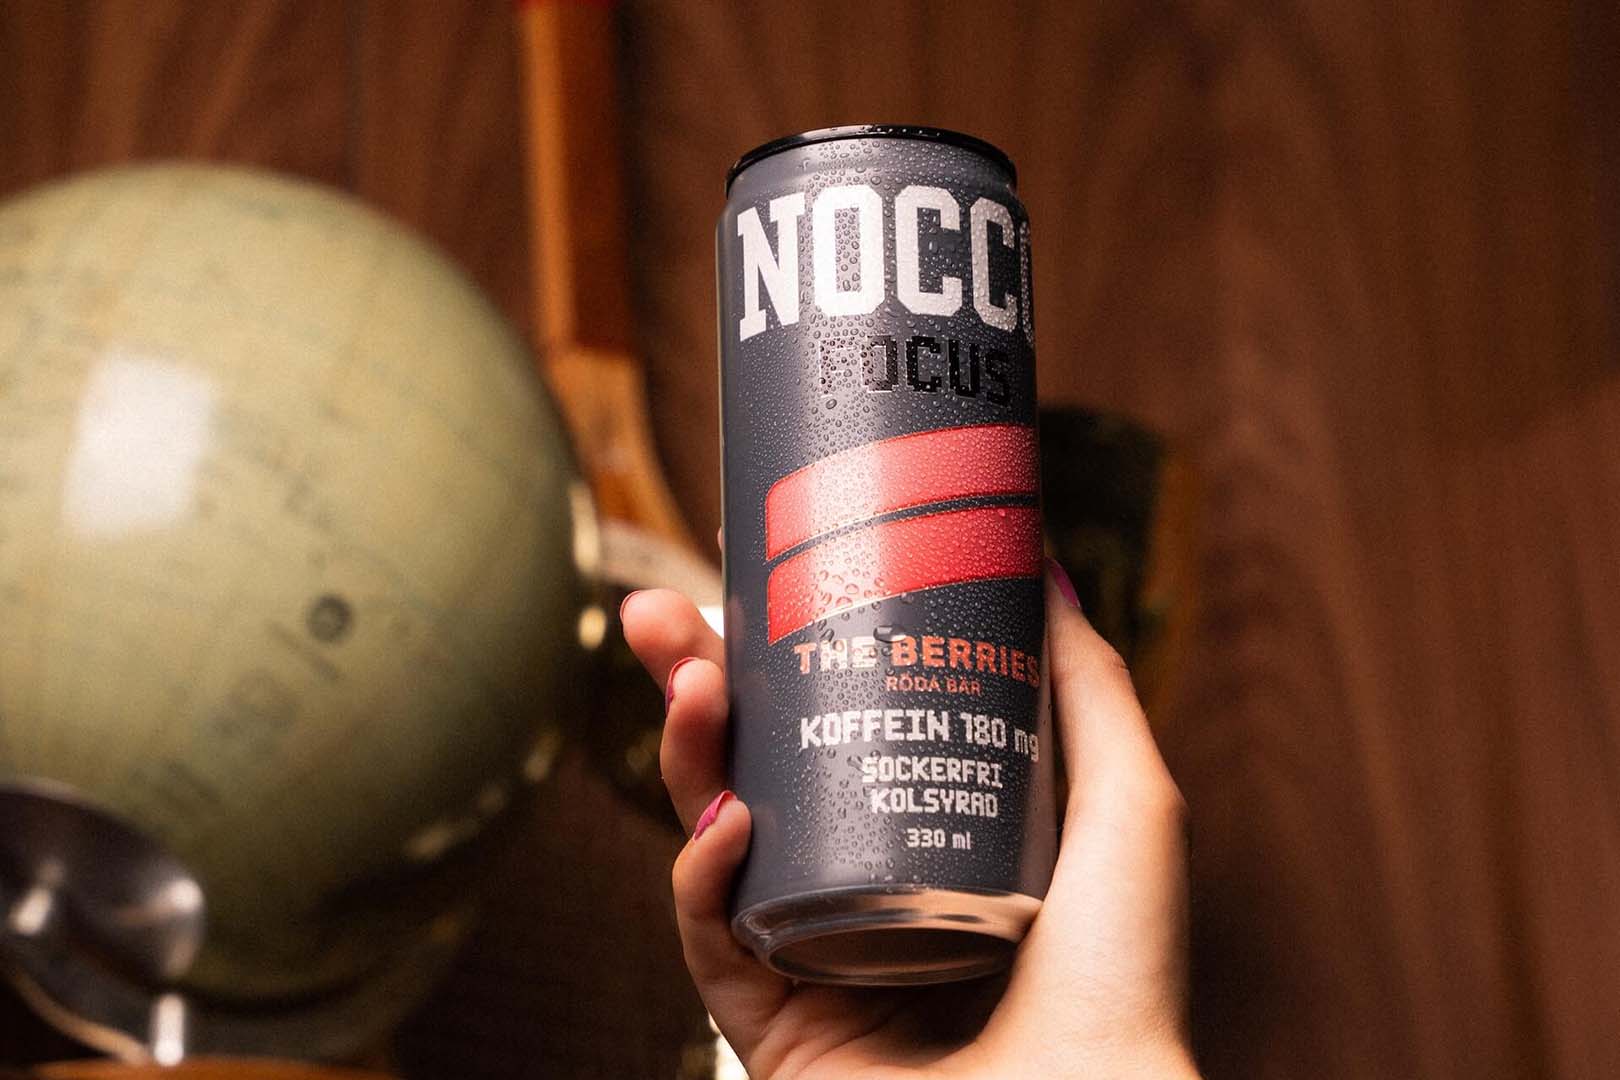 NOCCO
FOCUS
THE BERRIES
RÖDA BÄR
KOFFEIN 180 mg
SOCKERFRI
KOLSYRAD
330 ml